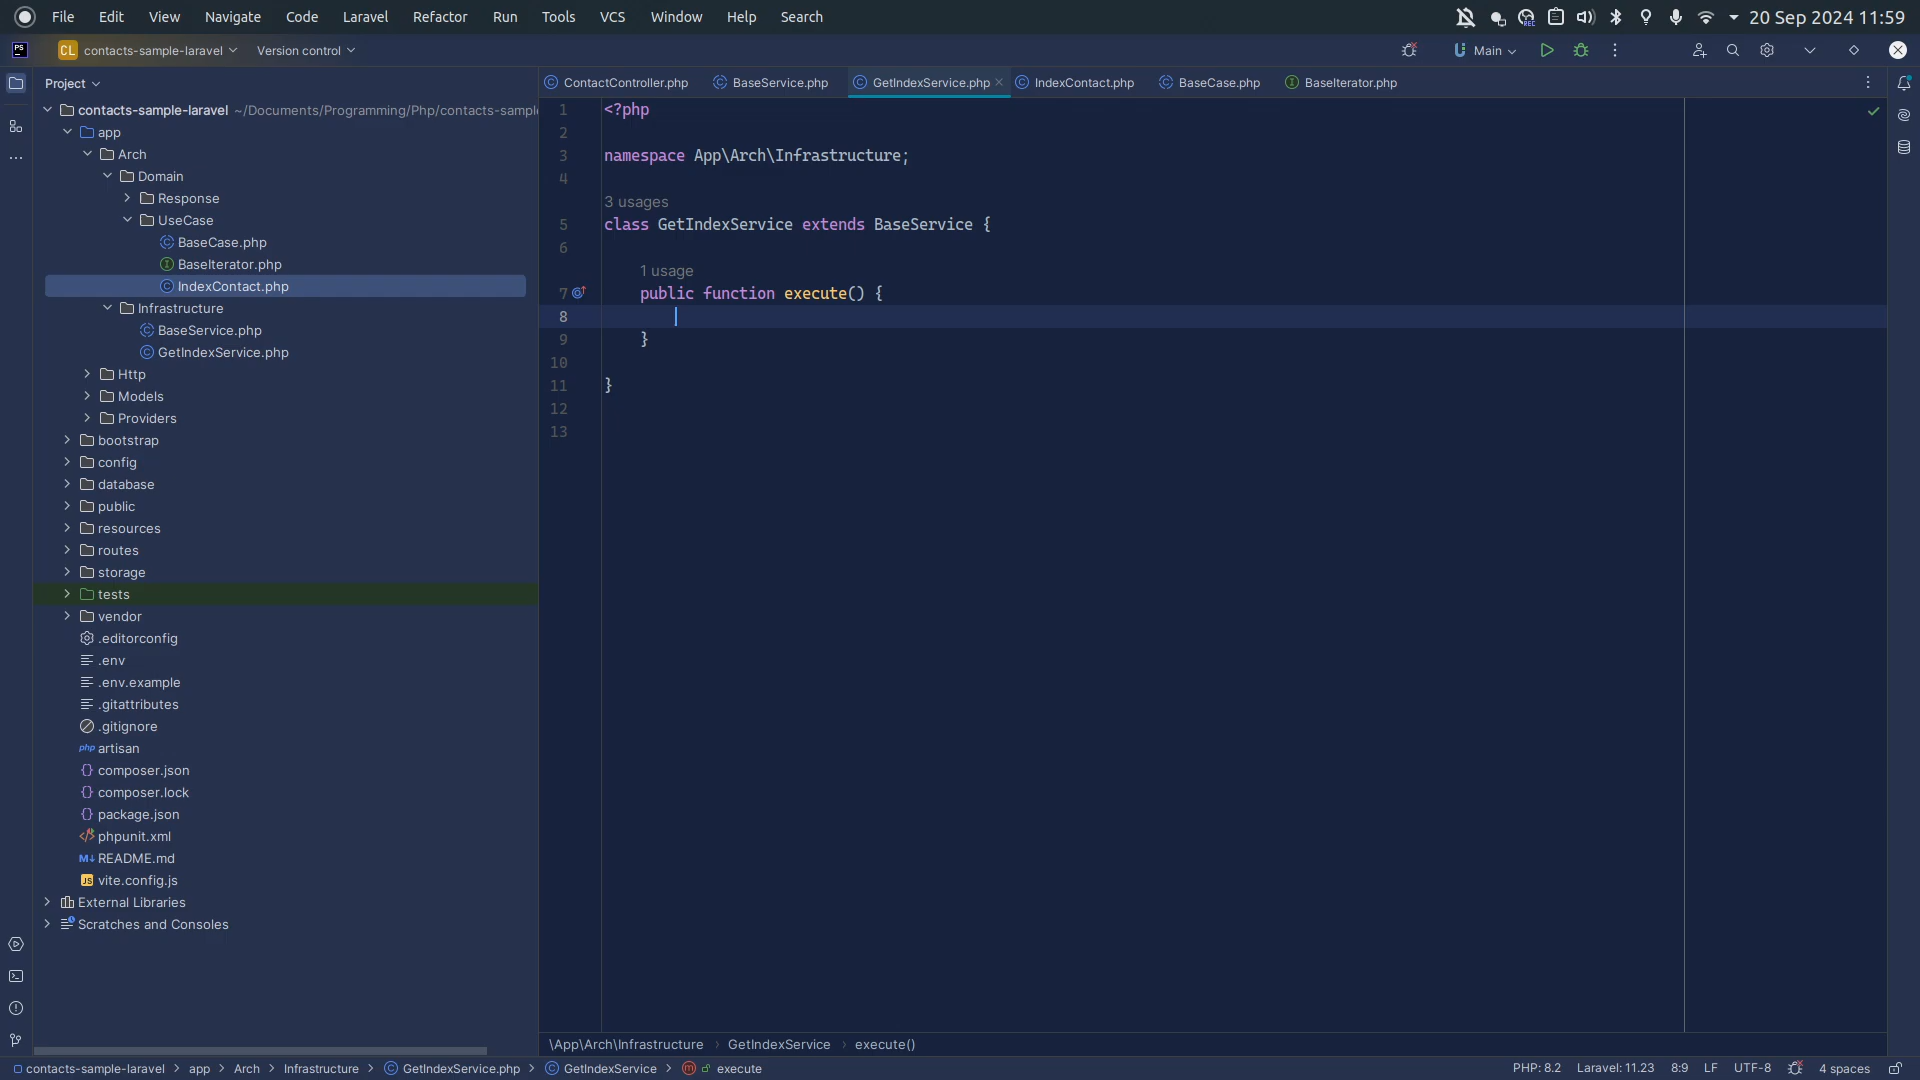 File Edit View Navigate Code Laravel Refactor Run Tools VCS Window Help Search
REC
20 Sep 2024 11:59
PS
CL contacts-sample-laravel
Version control
Main
Project
contacts-sample-laravel ~/Documents/Programming/Php/contacts-sampl
app
Arch
Domain
Response
UseCase
BaseCase.php
BaseIterator.php
IndexContact.php
Infrastructure
BaseService.php
GetIndexService.php
Http
Models
Providers
bootstrap
config
database
public
resources
routes
storage
tests
vendor
.editorconfig
.env
.env.example
.gitattributes
.gitignore
php artisan
composer.json
composer.lock
package.json
phpunit.xml
M↓ README.md
JS vite.config.js
External Libraries
Scratches and Consoles
ContactController.php
BaseService.php
GetIndexService.php
IndexContact.php
BaseCase.php
BaseIterator.php
1 <?php
2
3 namespace App\Arch\Infrastructure;
4
3 usages
5 class GetIndexService extends BaseService {
6
1 usage
7 public function execute() {
8
9 }
10
11 }
12
13
\App\Arch\Infrastructure › GetIndexService › execute()
contacts-sample-laravel > app > Arch > Infrastructure > GetIndexService.php > GetIndexService > m execute
PHP: 8.2 Laravel: 11.23 8:9 LF UTF-8 4 spaces